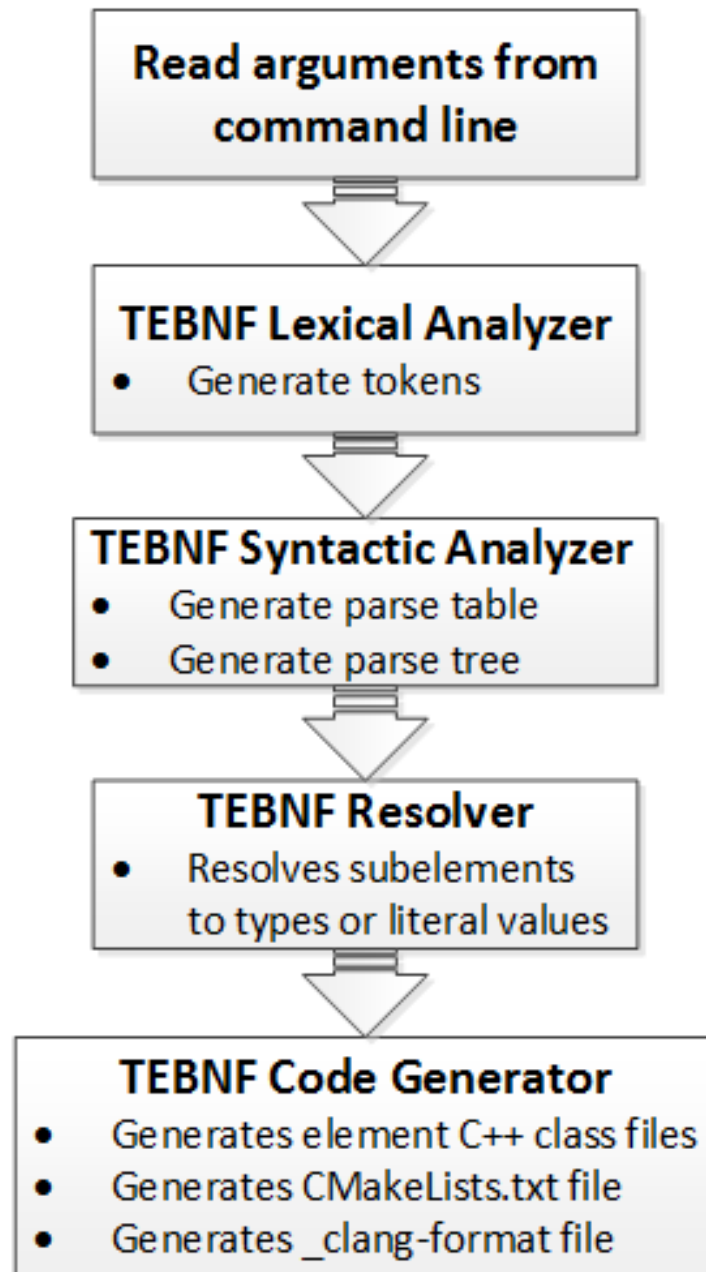 Read arguments from
command line
TEBNF Lexical Analyzer
• Generate tokens
TEBNF Syntactic Analyzer
• Generate parse table
• Generate parse tree
TEBNF Resolver
• Resolves subelements
to types or literal values
TEBNF Code Generator
• Generates element C++ class files
• Generates CMakeLists.txt file
• Generates _clang-format file